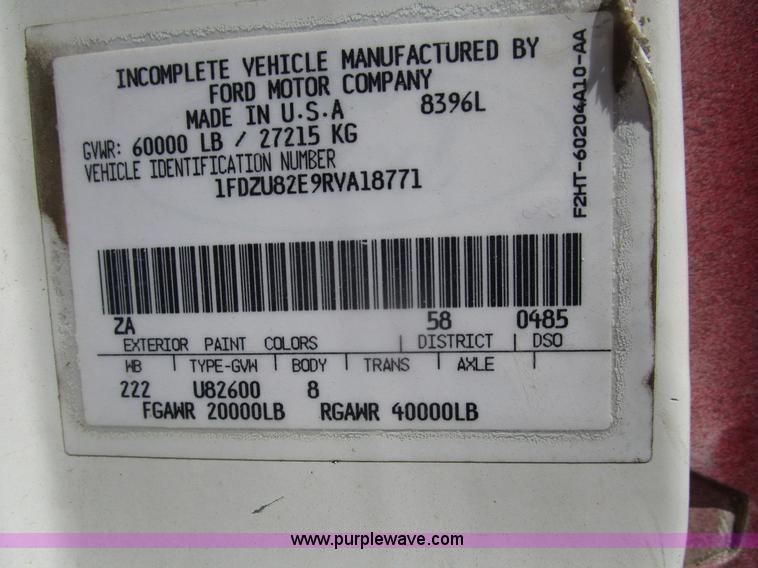 INCOMPLETE VEHICLE MANUFACTURED BY
FORD MOTOR COMPANY
MADE IN U.S.A 8396L
GVWR: 60000 LB / 27215 KG
VEHICLE IDENTIFICATION NUMBER
1FDZU82E9RVA18771
F2HT-60204A10-AA
ZA 58 0485
EXTERIOR PAINT COLORS DISTRICT DSO
WB TYPE-GVW BODY TRANS AXLE
222 U82600 8
FGAWR 20000LB RGAWR 40000LB
www.purplewave.com